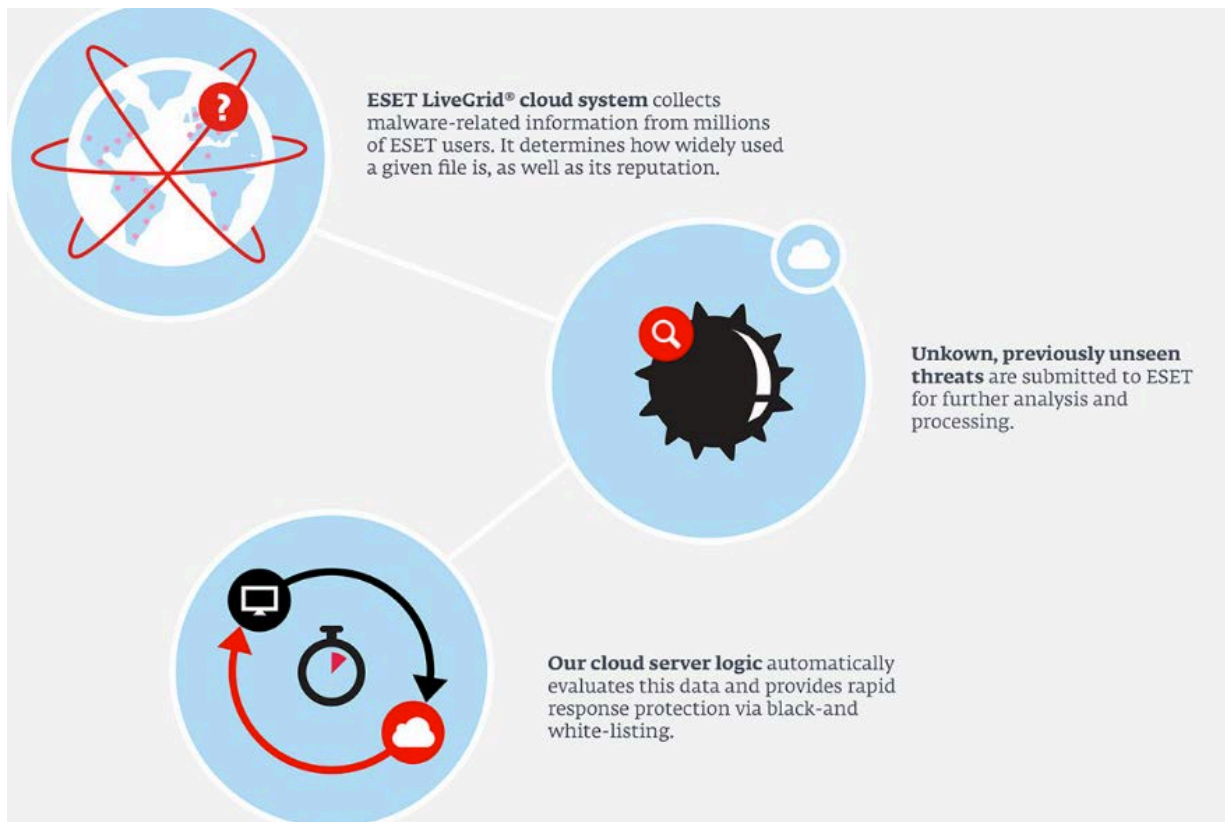 ESET LiveGrid® cloud system collects
malware-related information from millions
of ESET users. It determines how widely used
a given file is, as well as its reputation.
Unkown, previously unseen
threats are submitted to ESET
for further analysis and
processing.
Our cloud server logic automatically
evaluates this data and provides rapid
response protection via black-and
white-listing.